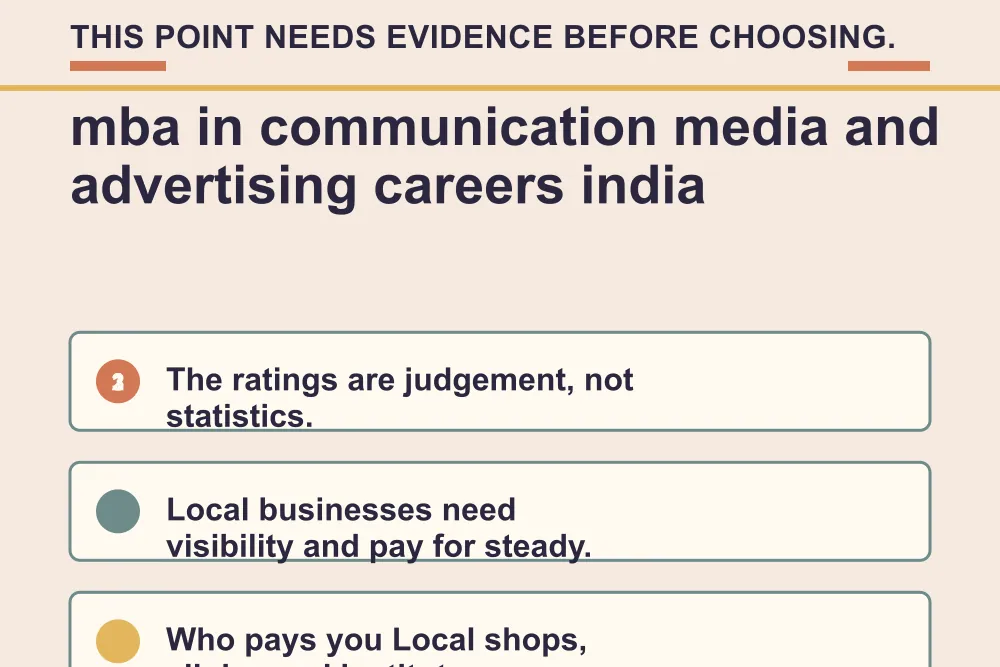 THIS POINT NEEDS EVIDENCE BEFORE CHOOSING.
mba in communication media and
advertising careers india
The ratings are judgement, not
statistics.
Local businesses need
visibility and pay for steady.
Who pays you Local shops,